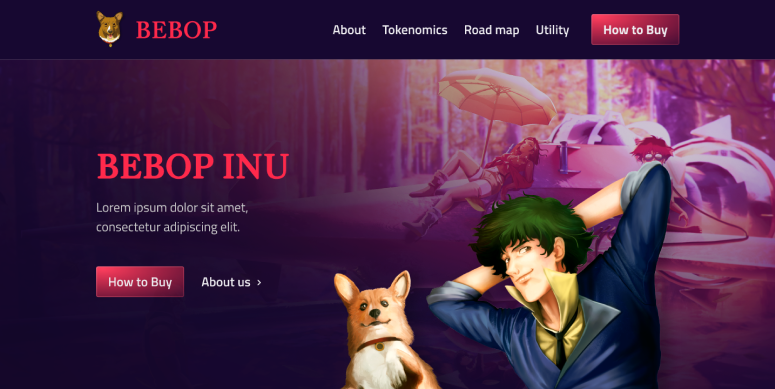 BEBOP
About Tokenomics Road map Utility How to Buy
BEBOP INU
Lorem ipsum dolor sit amet,
consectetur adipiscing elit.
How to Buy About us ›